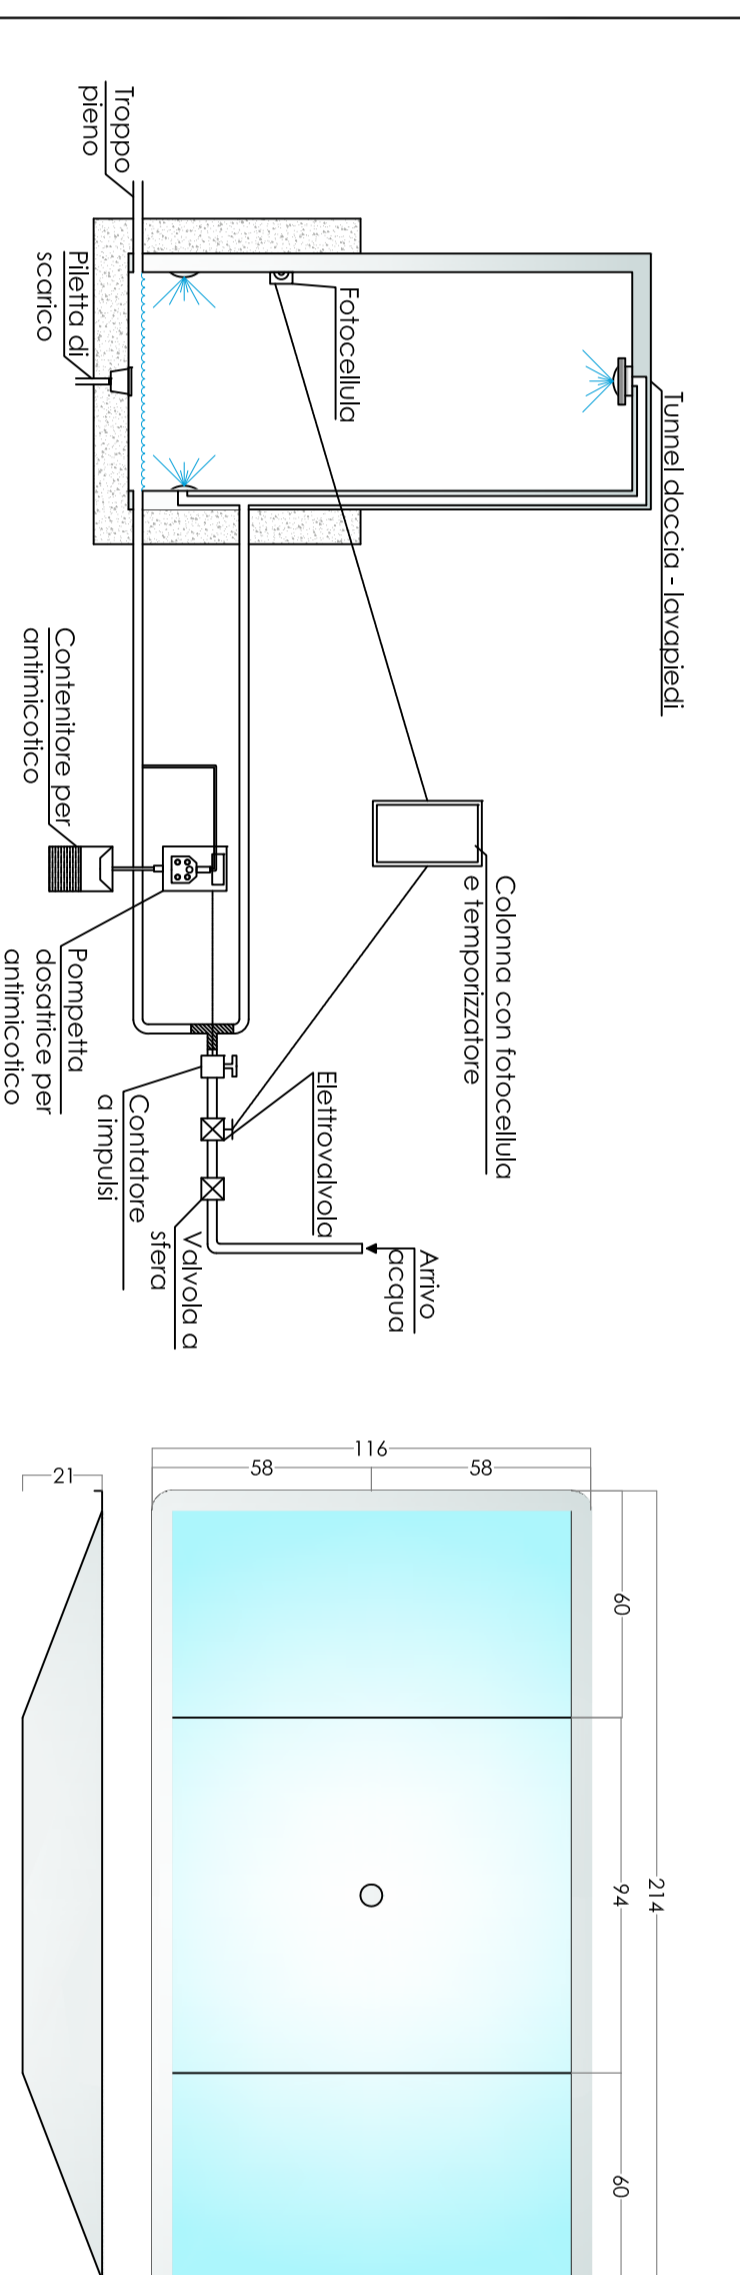 Tunnel doccia - lavapiedi
Fotocellula
Troppo
pieno
Piletta di
scarico
Colonna con fotocellula
e temporizzatore
Contenitore per
antimicotico
Pompetta
dosatrice per
antimicotico
Elettrovalvola
Contatore
a impulsi
Valvola a
sfera
Arrivo
acqua
214
60
94
60
116
58
58
21